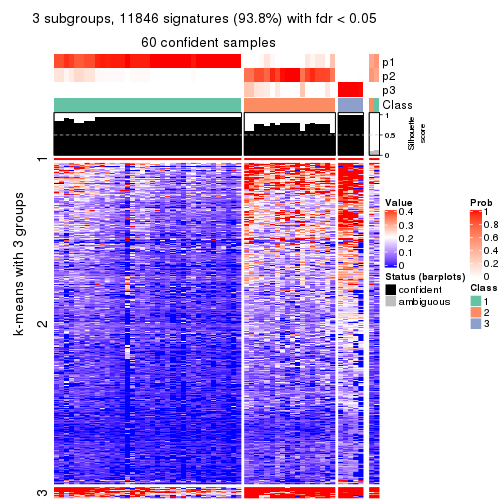 3 subgroups, 11846 signatures (93.8%) with fdr < 0.05
60 confident samples
p1
p2
p3
Class
1
0.5
0
Silhouette
score
k-means with 3 groups
1
2
3
Value
0.4
0.3
0.2
0.1
0
Status (barplots)
confident
ambiguous
Prob
1
0.8
0.6
0.4
0.2
0
Class
1
2
3